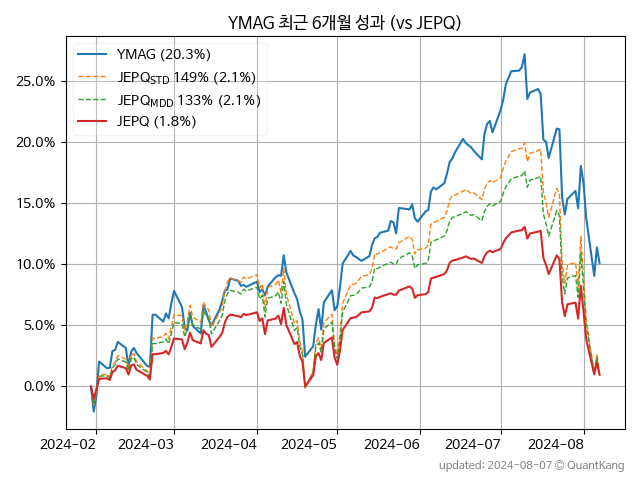 YMAG 최근 6개월 성과 (vs JEPQ)
YMAG (20.3%)
JEPQSTD 149% (2.1%)
JEPQMDD 133% (2.1%)
JEPQ (1.8%)
25.0%
20.0%
15.0%
10.0%
5.0%
0.0%
2024-02 2024-03 2024-04 2024-05 2024-06 2024-07 2024-08
updated: 2024-08-07 © QuantKang